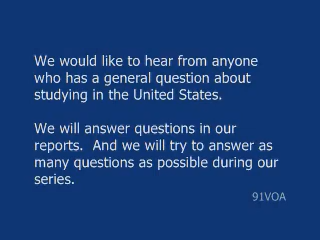 We would like to hear from anyone
who has a general question about
studying in the United States.
We will answer questions in our
reports.  And we will try to answer as
many questions as possible during our
series.
91VOA